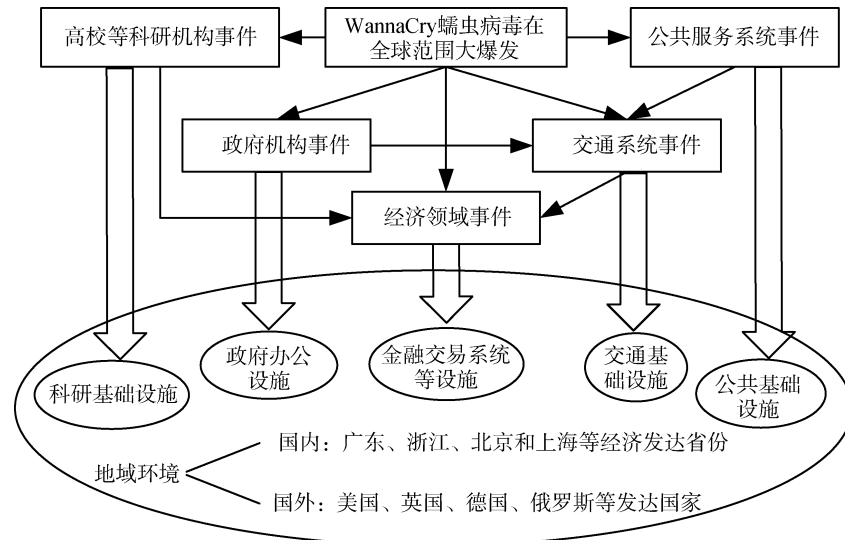 高校等科研机构事件
WannaCry蠕虫病毒在
全球范围大爆发
公共服务系统事件
政府机构事件
交通系统事件
经济领域事件
科研基础设施
政府办公
设施
金融交易系统
等设施
交通基
础设施
公共基础
设施
地域环境
国内：广东、浙江、北京和上海等经济发达省份
国外：美国、英国、德国、俄罗斯等发达国家